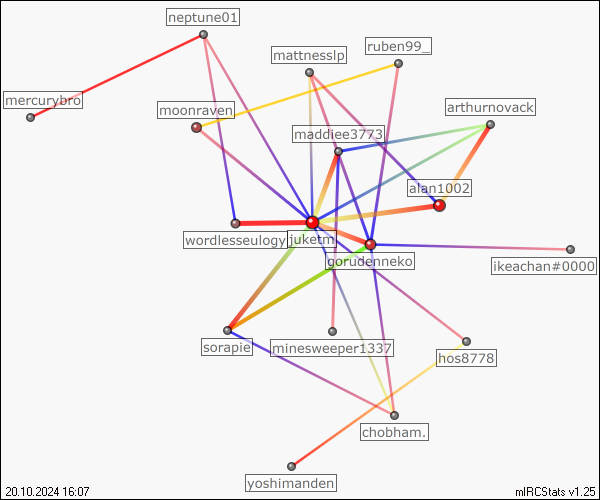 neptune01
ruben99_
mattnesslp
mercurybro
arthurnovack
moonraven
maddiee3773
alan1002
wordlesseulogy
juketm
gorudenneko
ikeachan#0000
sorapie
minesweeper1337
hos8778
chobham.
yoshimanden
20.10.2024 16:07
mIRCStats v1.25